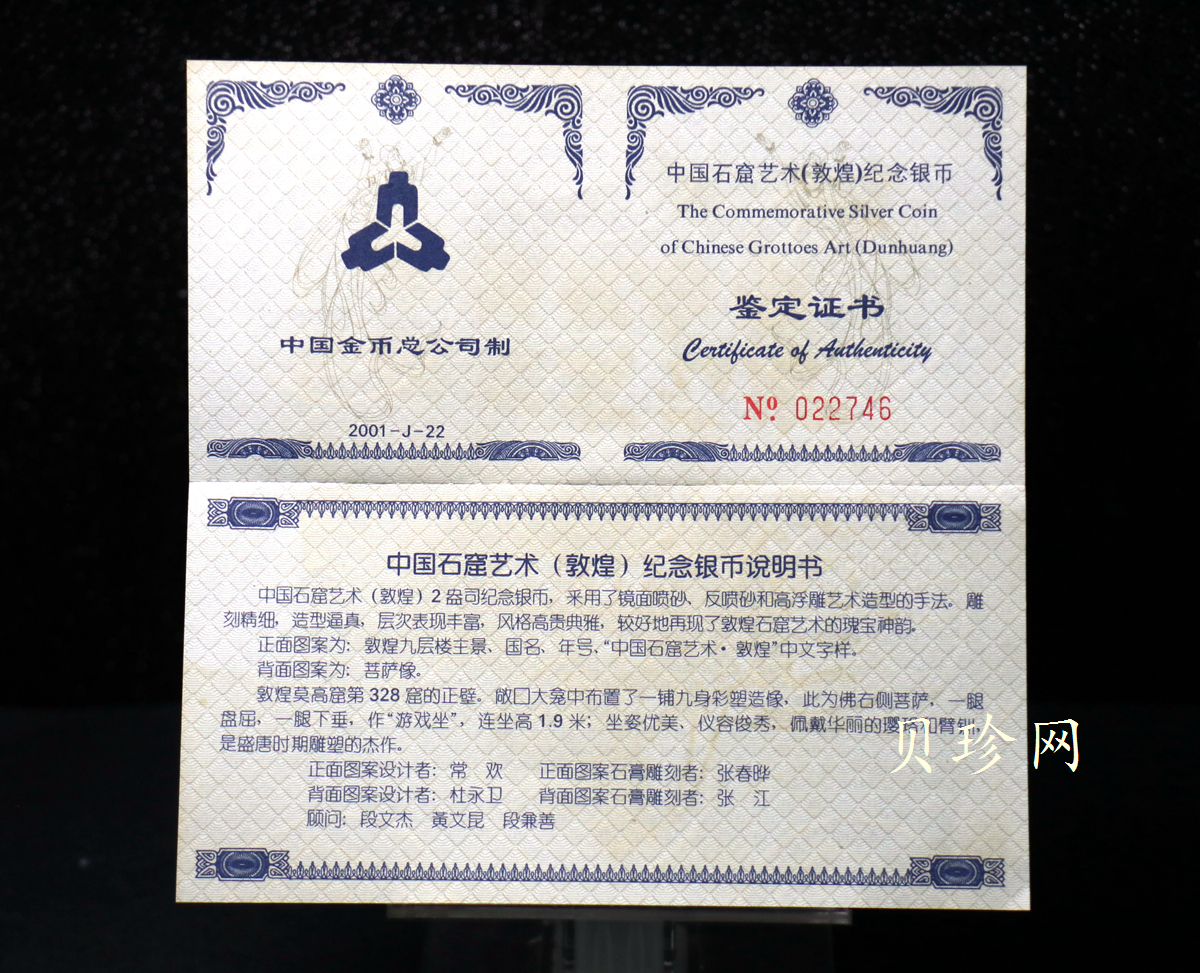 中国石窟艺术(敦煌)纪念银币
The Commemorative Silver Coin
of Chinese Grottoes Art (Dunhuang)
鉴定证书
Certificate of Authenticity
Nº 022746
中国金币总公司制
2001-J-22
中国石窟艺术（敦煌）纪念银币说明书
中国石窟艺术（敦煌）2盎司纪念银币，采用了镜面喷砂、反喷砂和高浮雕艺术造型的手法。雕
刻精细，造型逼真，层次表现丰富，风格高贵典雅，较好地再现了敦煌石窟艺术的瑰宝神韵。
正面图案为：敦煌九层楼主景、国名、年号、“中国石窟艺术·敦煌”中文字样。
背面图案为：菩萨像。
敦煌莫高窟第328窟的正壁。敞口大龛中布置了一铺九身彩塑造像，此为佛右侧菩萨，一腿
盘屈，一腿下垂，作“游戏坐”，连坐高1.9米；坐姿优美、仪容俊秀，佩戴华丽的璎珞和臂钏，
是盛唐时期雕塑的杰作。
正面图案设计者：常 欢 正面图案石膏雕刻者：张春晔
背面图案设计者：杜永卫 背面图案石膏雕刻者：张 江
顾问：段文杰 黄文昆 段兼善
贝珍网